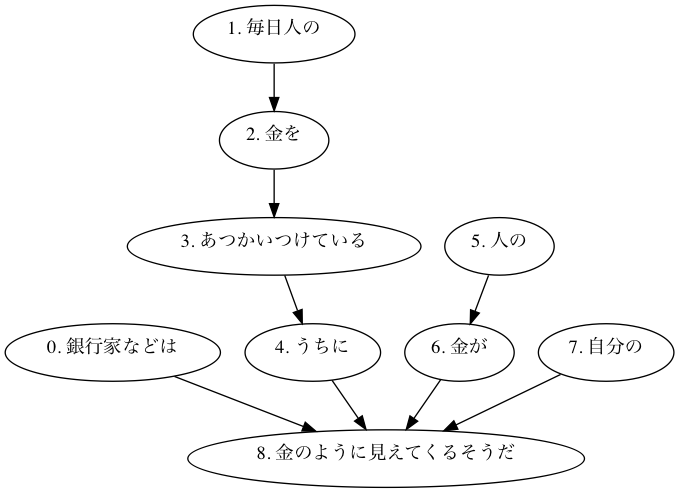 1. 毎日人の
2. 金を
3. あつかいつけている
5. 人の
0. 銀行家などは
4. うちに
6. 金が
7. 自分の
8. 金のように見えてくるそうだ